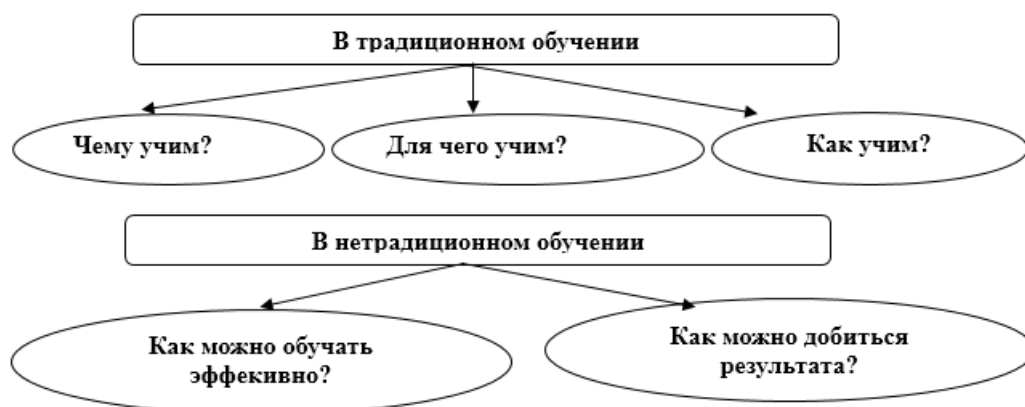 В традиционном обучении
Чему учим?
Для чего учим?
Как учим?
В нетрадиционном обучении
Как можно обучать
эффекивно?
Как можно добиться
результата?